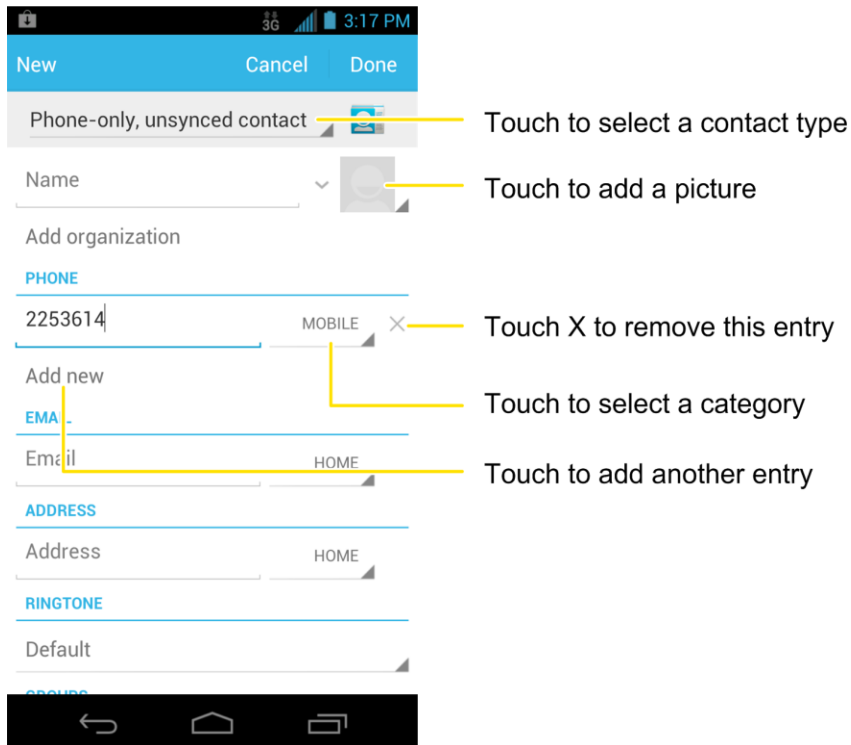 3G 3:17 PM
New Cancel Done
Phone-only, unsynced contact
Touch to select a contact type
Name
Touch to add a picture
Add organization
PHONE
2253614 MOBILE
Touch X to remove this entry
Add new
Touch to select a category
EMAIL
Email HOME
Touch to add another entry
ADDRESS
Address HOME
RINGTONE
Default
GROUPS